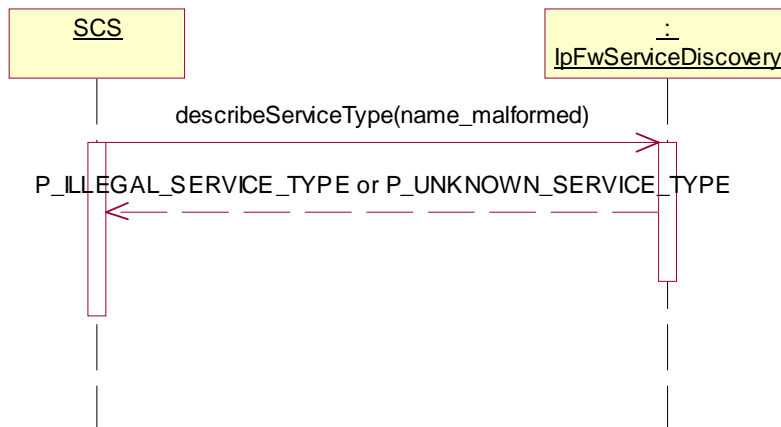 SCS
:
IpFwServiceDiscovery
describeServiceType(name_malformed)
P_ILLEGAL_SERVICE_TYPE or P_UNKNOWN_SERVICE_TYPE